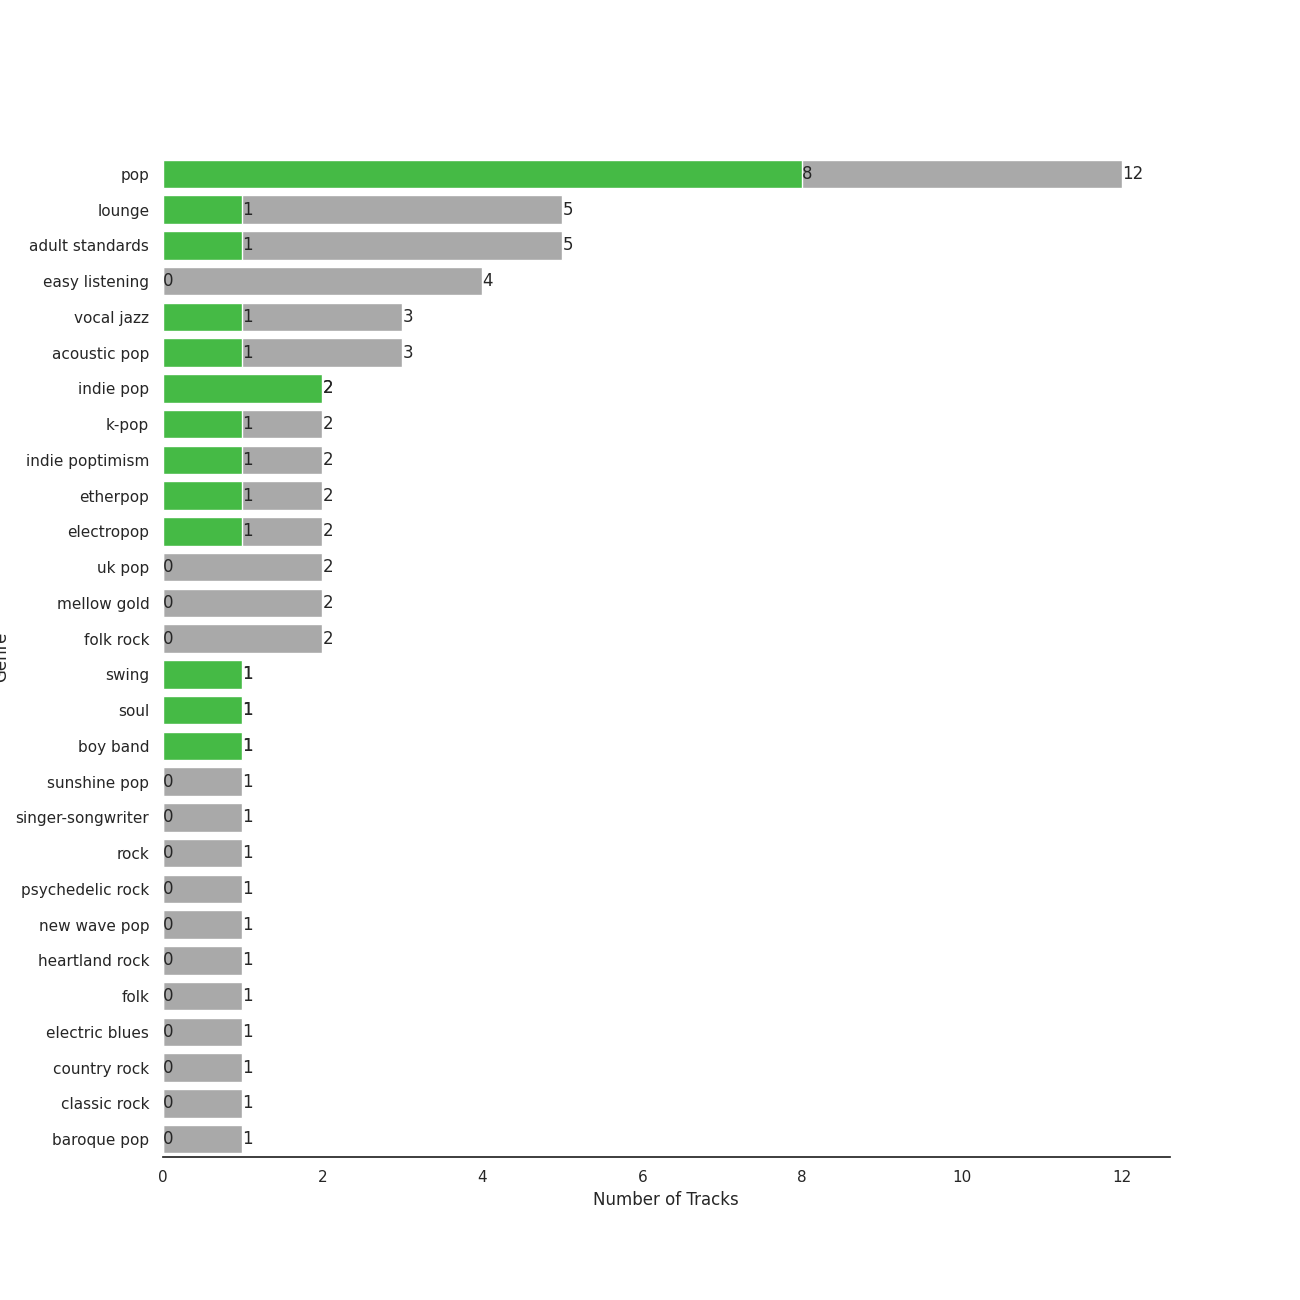 pop 8 12
lounge 1 5
adult standards 1 5
easy listening 0 4
vocal jazz 1 3
acoustic pop 1 3
indie pop 2
k-pop 1 2
indie poptimism 1 2
etherpop 1 2
electropop 1 2
uk pop 0 2
mellow gold 0 2
folk rock 0 2
Genre
swing 1
soul 1
boy band 1
sunshine pop 0 1
singer-songwriter 0 1
rock 0 1
psychedelic rock 0 1
new wave pop 0 1
heartland rock 0 1
folk 0 1
electric blues 0 1
country rock 0 1
classic rock 0 1
baroque pop 0 1
0 2 4 6 8 10 12
Number of Tracks